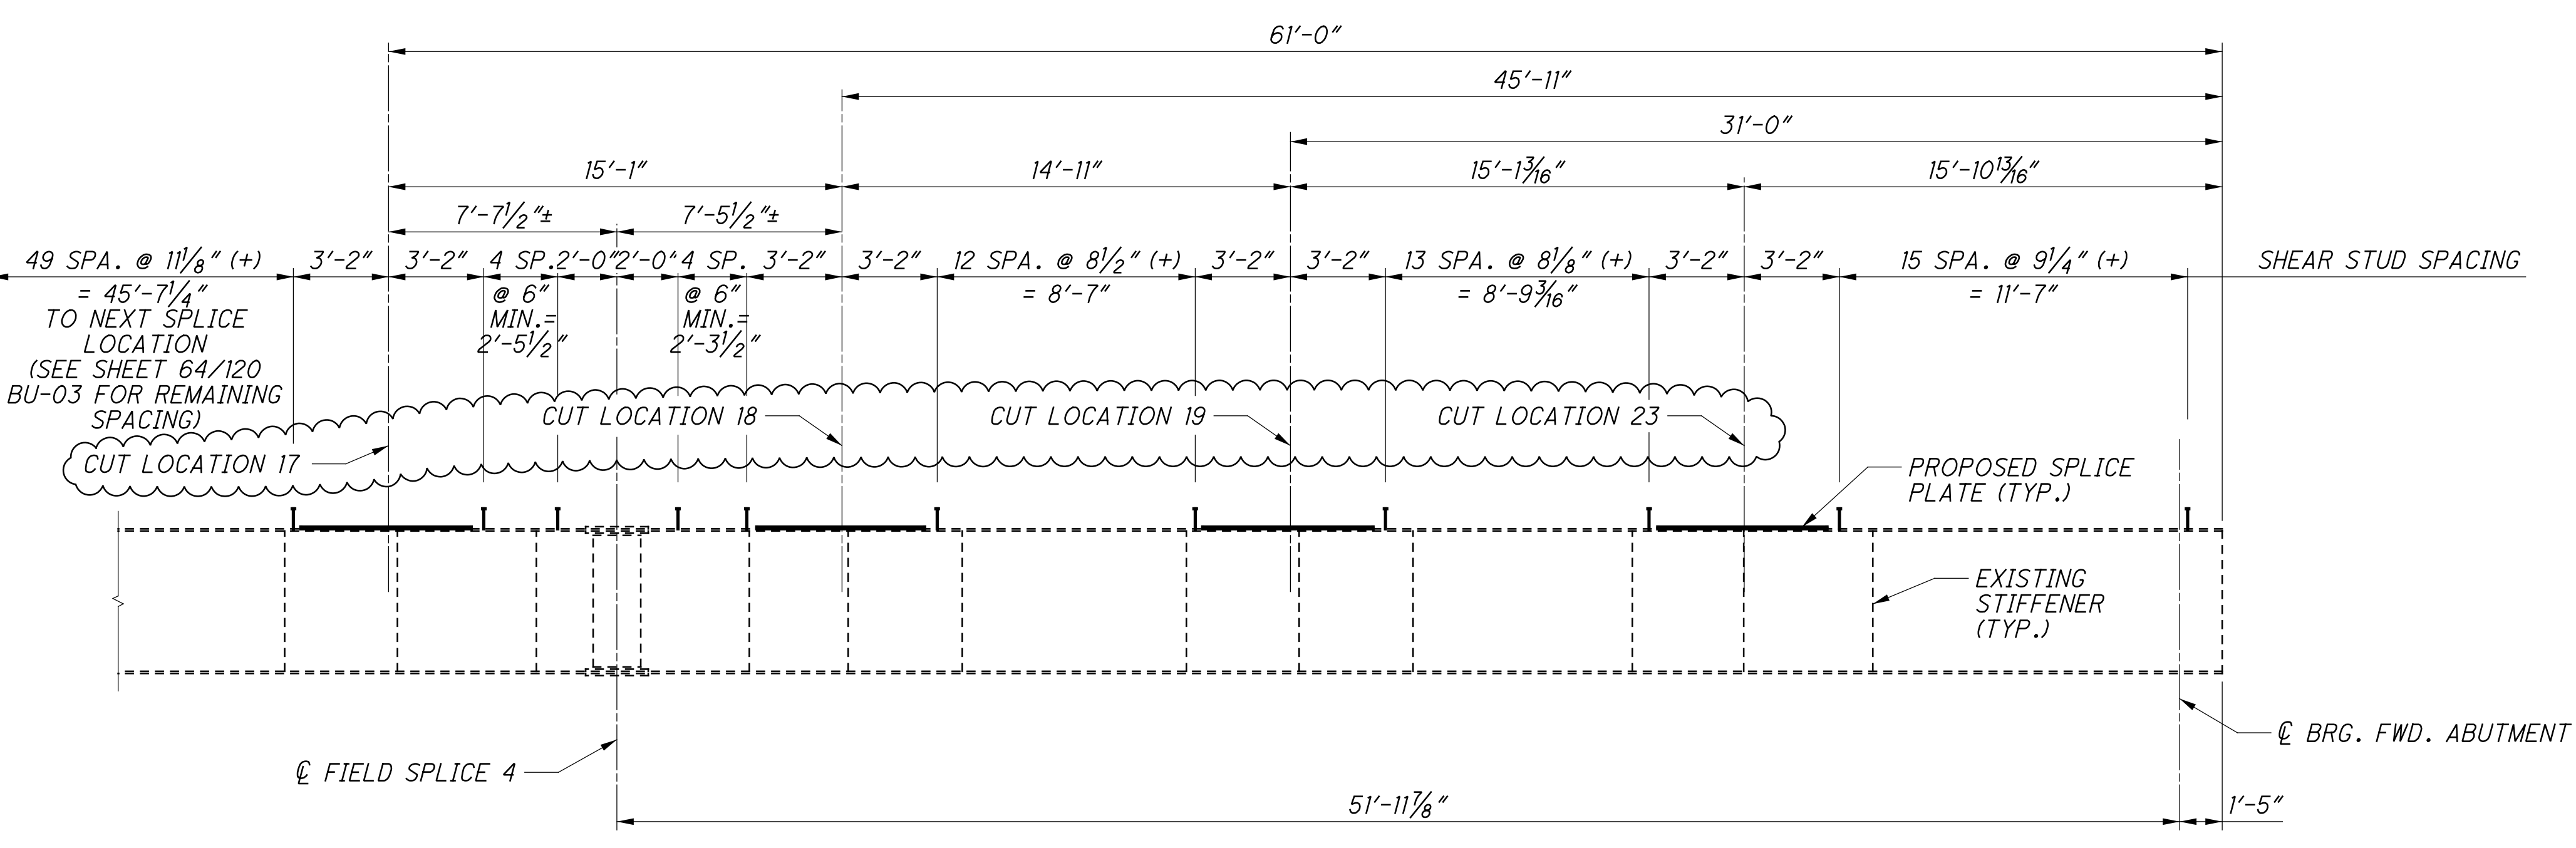 61'-0"
45'-11"
31'-0"
15'-1" 14'-11" 15'-1 3/16" 15'-10 13/16"
7'-7 1/2"± 7'-5 1/2"±
49 SPA. @ 11 1/8" (+) 3'-2" 3'-2" 4 SP. 2'-0" 2'-0" 4 SP. 3'-2" 3'-2" 12 SPA. @ 8 1/2" (+) 3'-2" 3'-2" 13 SPA. @ 8 1/8" (+) 3'-2" 3'-2" 15 SPA. @ 9 1/4" (+) SHEAR STUD SPACING
= 45'-7 1/4" @ 6" @ 6" = 8'-7" = 8'-9 3/16" = 11'-7"
TO NEXT SPLICE MIN.= MIN.=
LOCATION 2'-5 1/2" 2'-3 1/2"
(SEE SHEET 64/120
BU-03 FOR REMAINING
SPACING)
CUT LOCATION 18 CUT LOCATION 19 CUT LOCATION 23
CUT LOCATION 17
PROPOSED SPLICE
PLATE (TYP.)
EXISTING
STIFFENER
(TYP.)
℄ BRG. FWD. ABUTMENT
℄ FIELD SPLICE 4
51'-11 7/8" 1'-5"